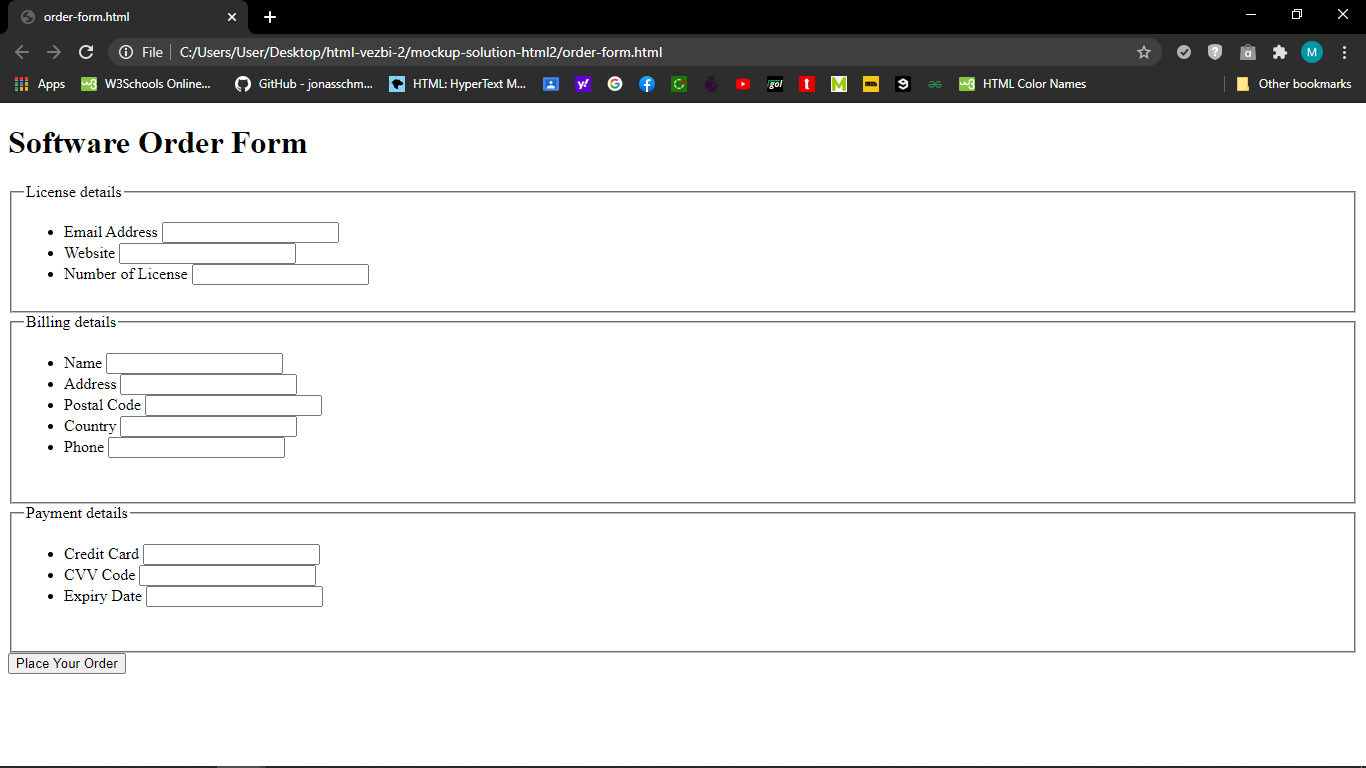 order-form.html
File C:/Users/User/Desktop/html-vezbi-2/mockup-solution-html2/order-form.html M
Apps W3Schools Online... GitHub - jonasschm... HTML: HyperText M... HTML Color Names Other bookmarks
Software Order Form
License details
Email Address
Website
Number of License
Billing details
Name
Address
Postal Code
Country
Phone
Payment details
Credit Card
CVV Code
Expiry Date
Place Your Order